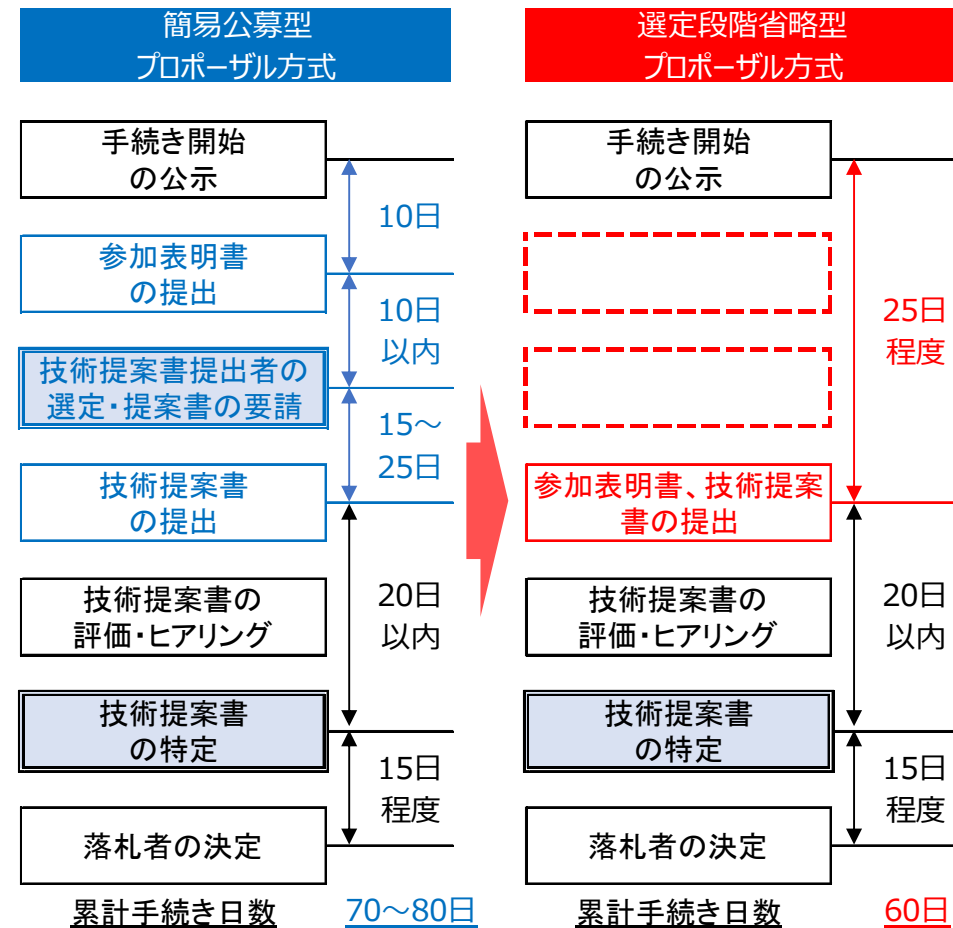 簡易公募型
プロポーザル方式
手続き開始
の公示
10日
参加表明書
の提出
10日
以内
技術提案書提出者の
選定・提案書の要請
15～
25日
技術提案書
の提出
技術提案書の
評価・ヒアリング
20日
以内
技術提案書
の特定
15日
程度
落札者の決定
累計手続き日数
70～80日
選定段階省略型
プロポーザル方式
手続き開始
の公示
25日
程度
参加表明書、技術提案
書の提出
技術提案書の
評価・ヒアリング
20日
以内
技術提案書
の特定
15日
程度
落札者の決定
累計手続き日数
60日